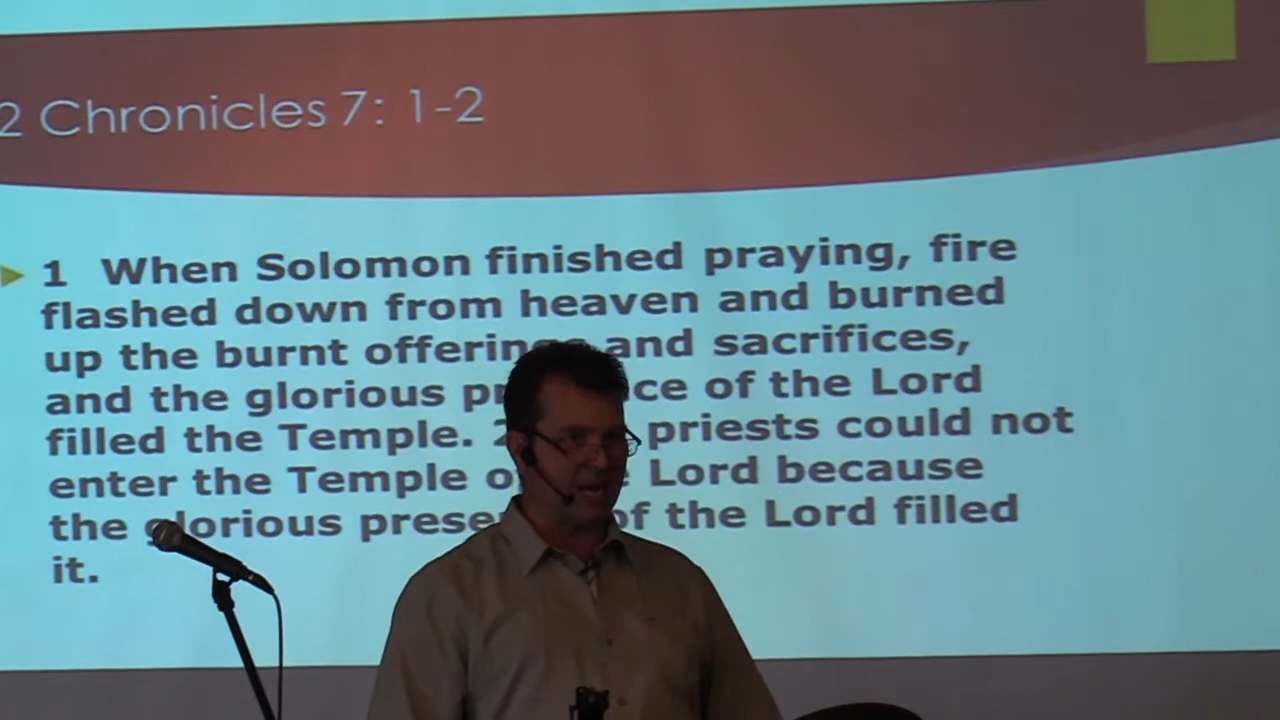 2 Chronicles 7: 1-2
1 When Solomon finished praying, fire
flashed down from heaven and burned
up the burnt and sacrifices,
and the glorious of the Lord
filled the Temple. priests could not
enter the Temple Lord because
the glorious of the Lord filled
it.